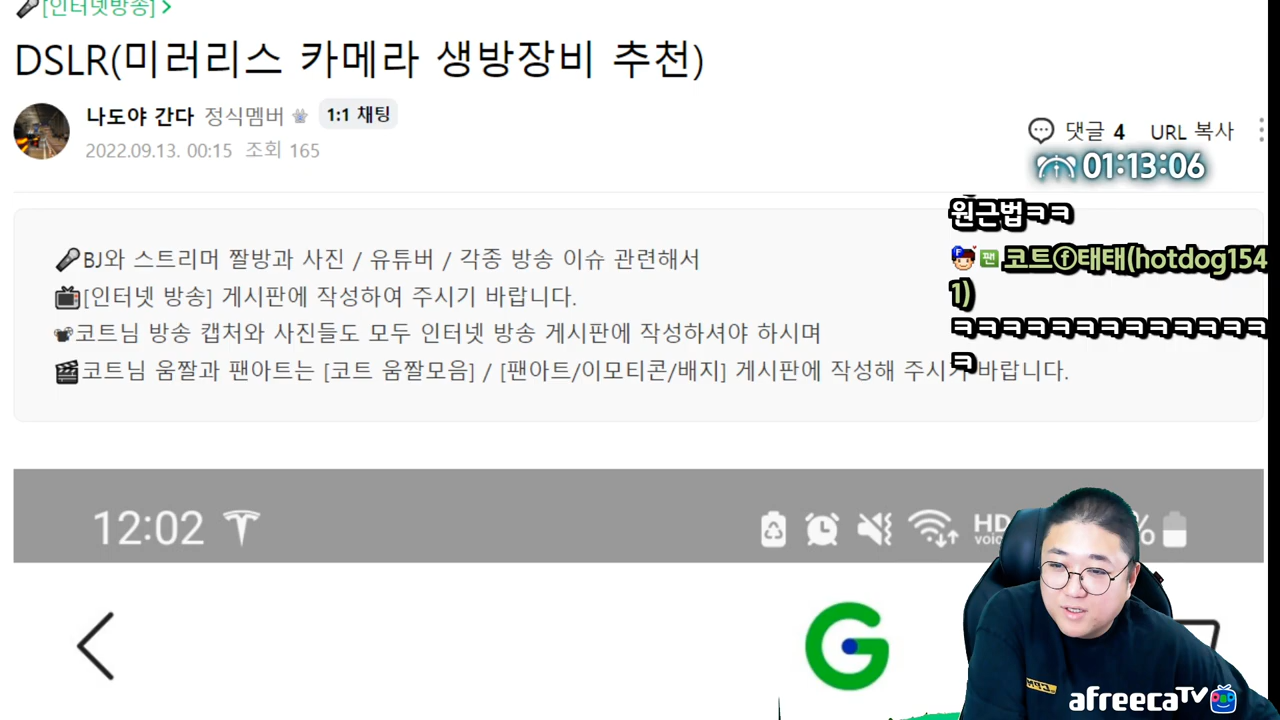 [인터넷방송]
DSLR(미러리스 카메라 생방장비 추천)
나도야 간다 정식멤버 1:1 채팅
2022.09.13. 00:15 조회 165
댓글 4 URL 복사
01:13:06
원근법ㅋㅋ
팬 코트ⓕ태태(hotdog154
1)
ㅋㅋㅋㅋㅋㅋㅋㅋㅋㅋㅋㅋㅋ
ㅋ
BJ와 스트리머 짤방과 사진 / 유튜버 / 각종 방송 이슈 관련해서
[인터넷 방송] 게시판에 작성하여 주시기 바랍니다.
코트님 방송 캡처와 사진들도 모두 인터넷 방송 게시판에 작성하셔야 하시며
코트님 움짤과 팬아트는 [코트 움짤모음] / [팬아트/이모티콘/배지] 게시판에 작성해 주시기 바랍니다.
12:02
HD
voic
%
G
afreecaTV